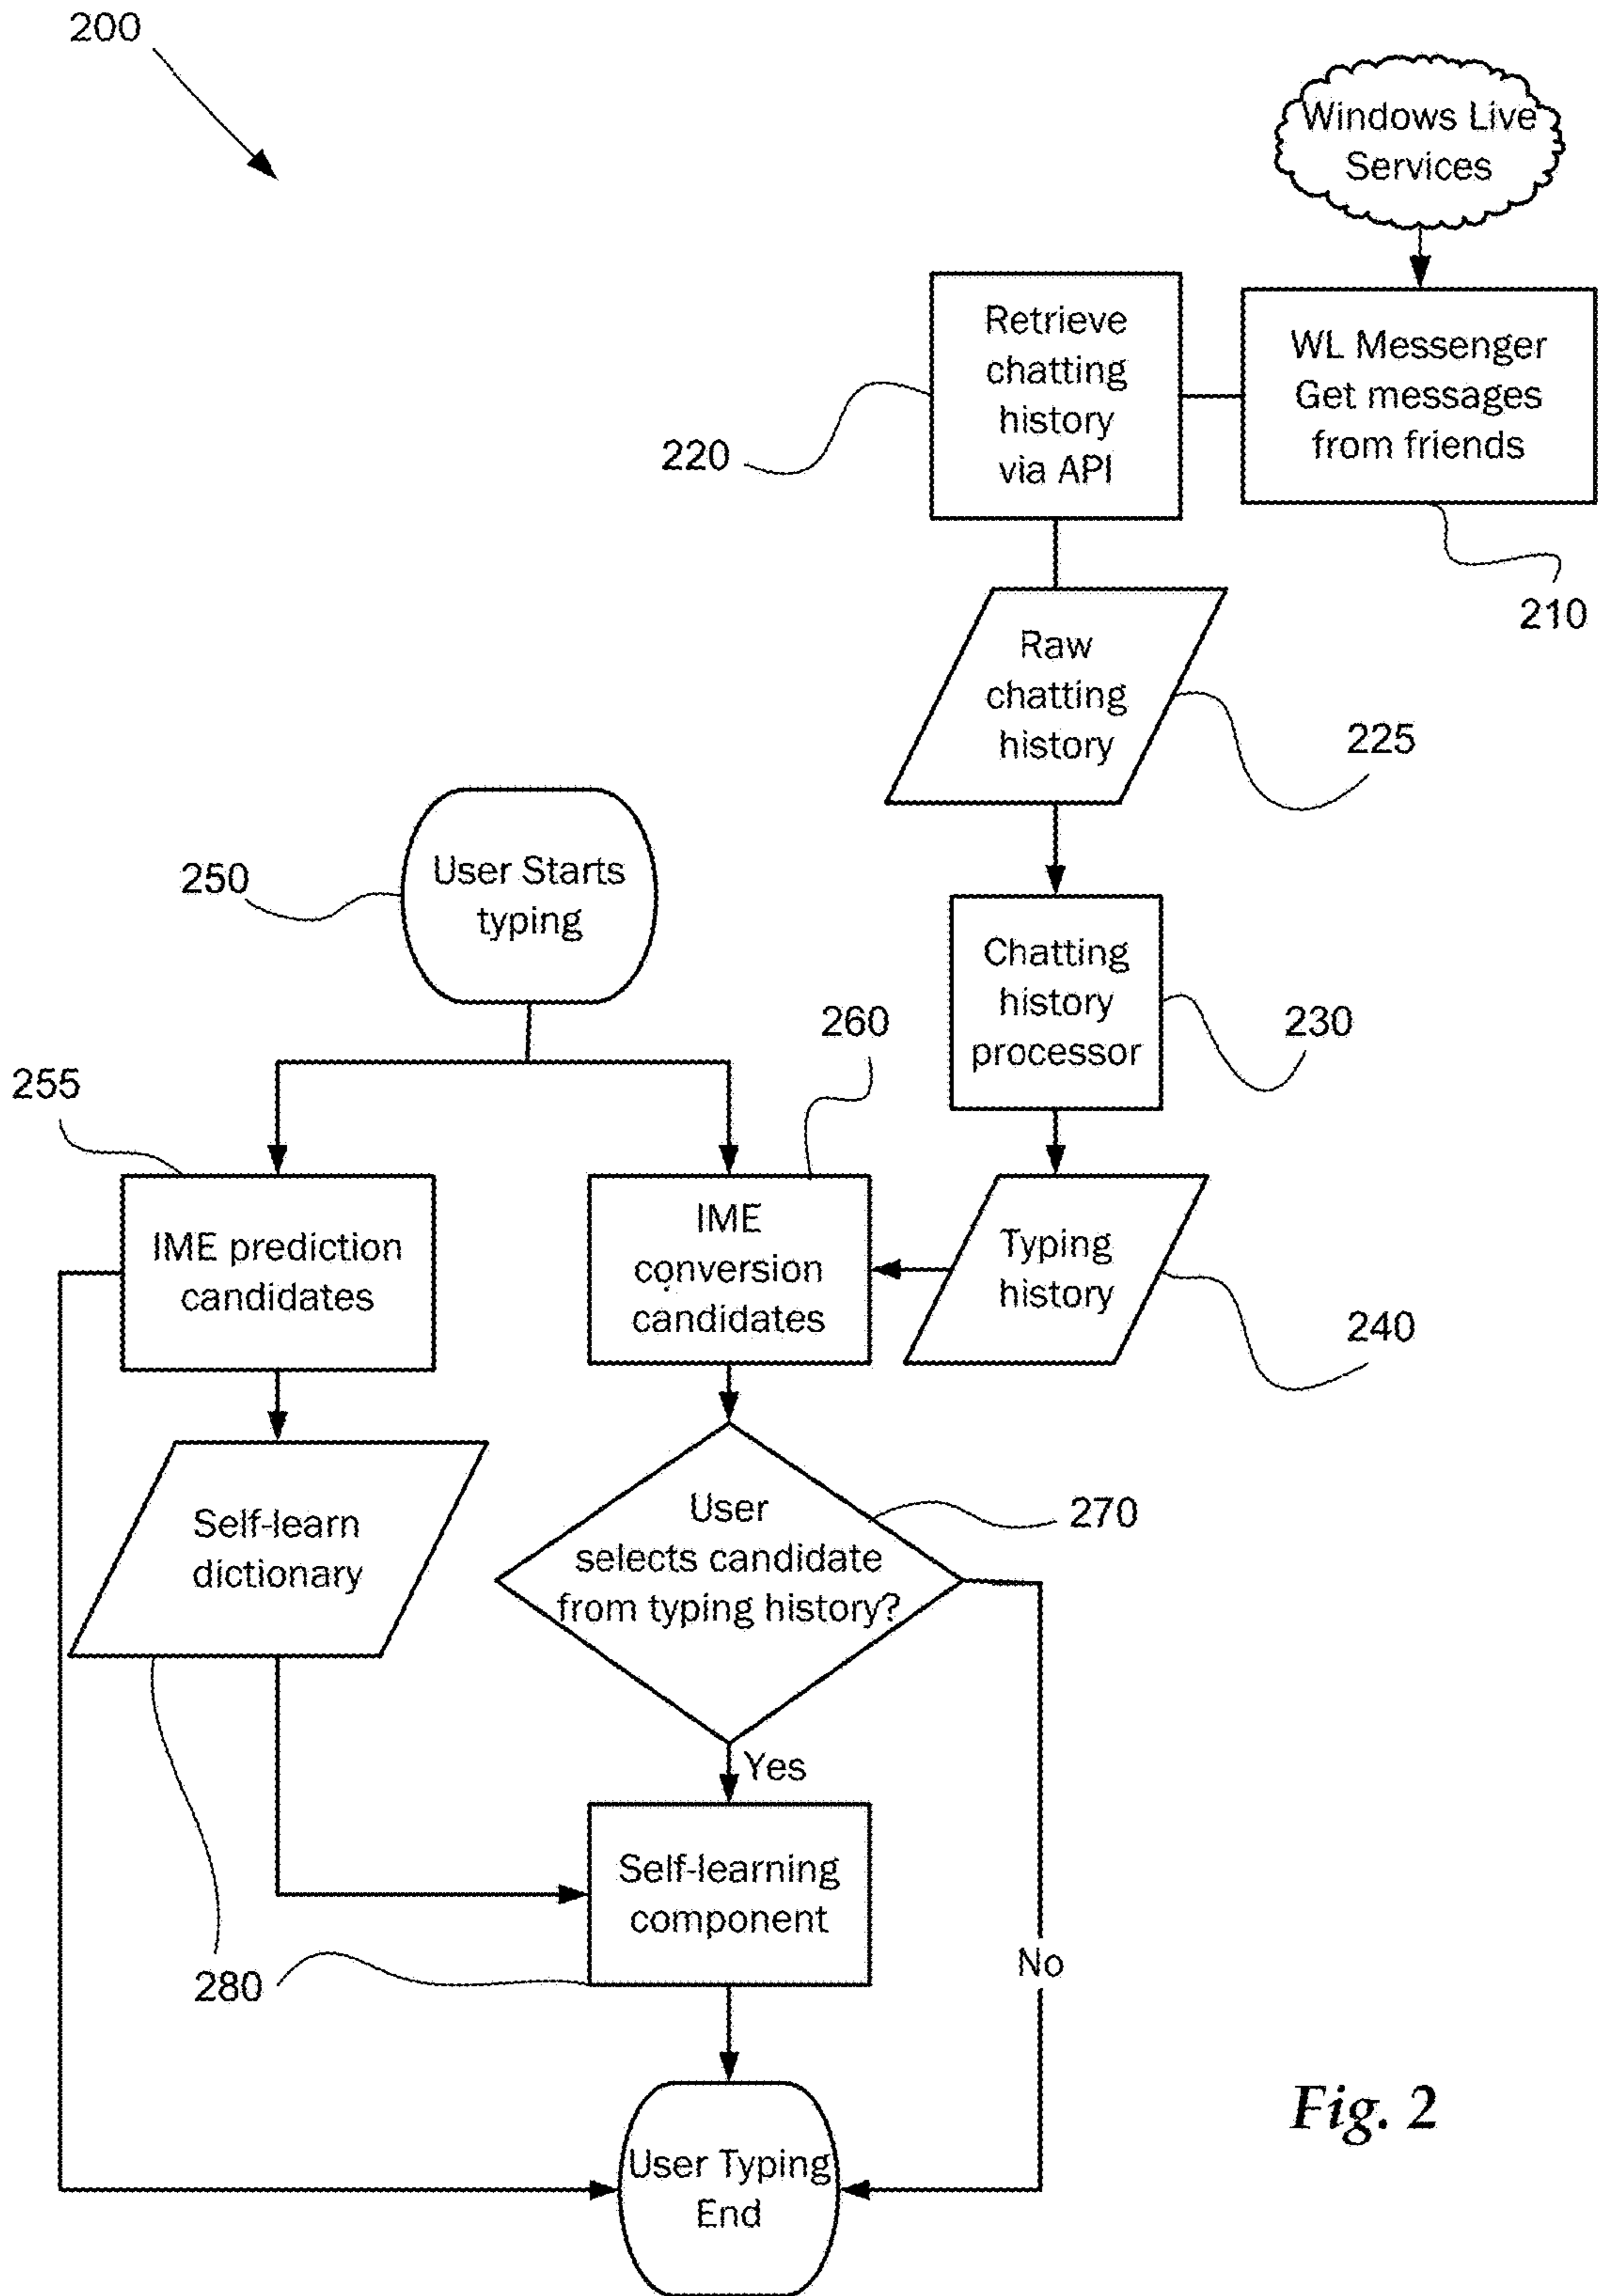 200
Windows Live
Services
Retrieve
chatting
history
via API
WL Messenger
Get messages
from friends
220
210
Raw
chatting
history
225
250
User Starts
typing
Chatting
history
processor
230
260
255
IME prediction
candidates
IME
conversion
candidates
Typing
history
240
Self-learn
dictionary
User
selects candidate
from typing history?
270
Yes
Self-learning
component
No
280
User Typing
End
Fig. 2